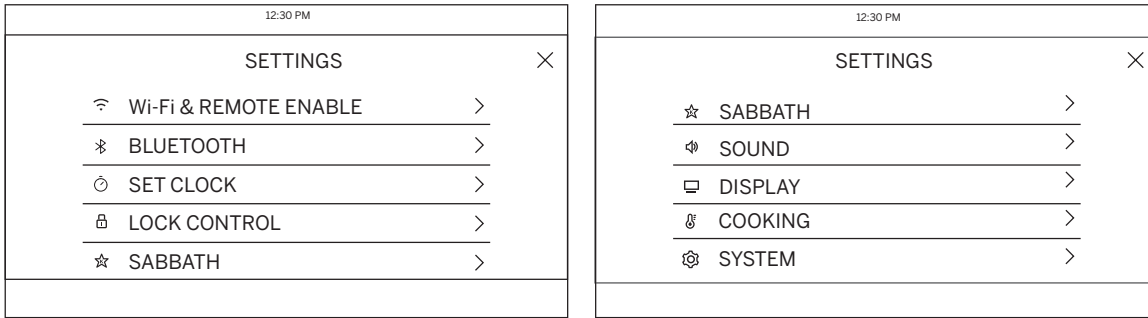 12:30 PM
SETTINGS
Wi-Fi & REMOTE ENABLE
BLUETOOTH
SET CLOCK
LOCK CONTROL
SABBATH
12:30 PM
SETTINGS
SABBATH
SOUND
DISPLAY
COOKING
SYSTEM